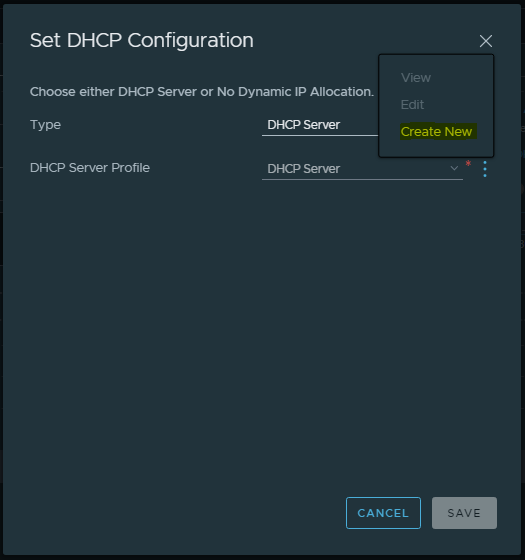 Set DHCP Configuration
View
Choose either DHCP Server or No Dynamic IP Allocation.
Edit
Type
DHCP Server
Create New
DHCP Server Profile
DHCP Server
*
CANCEL
SAVE